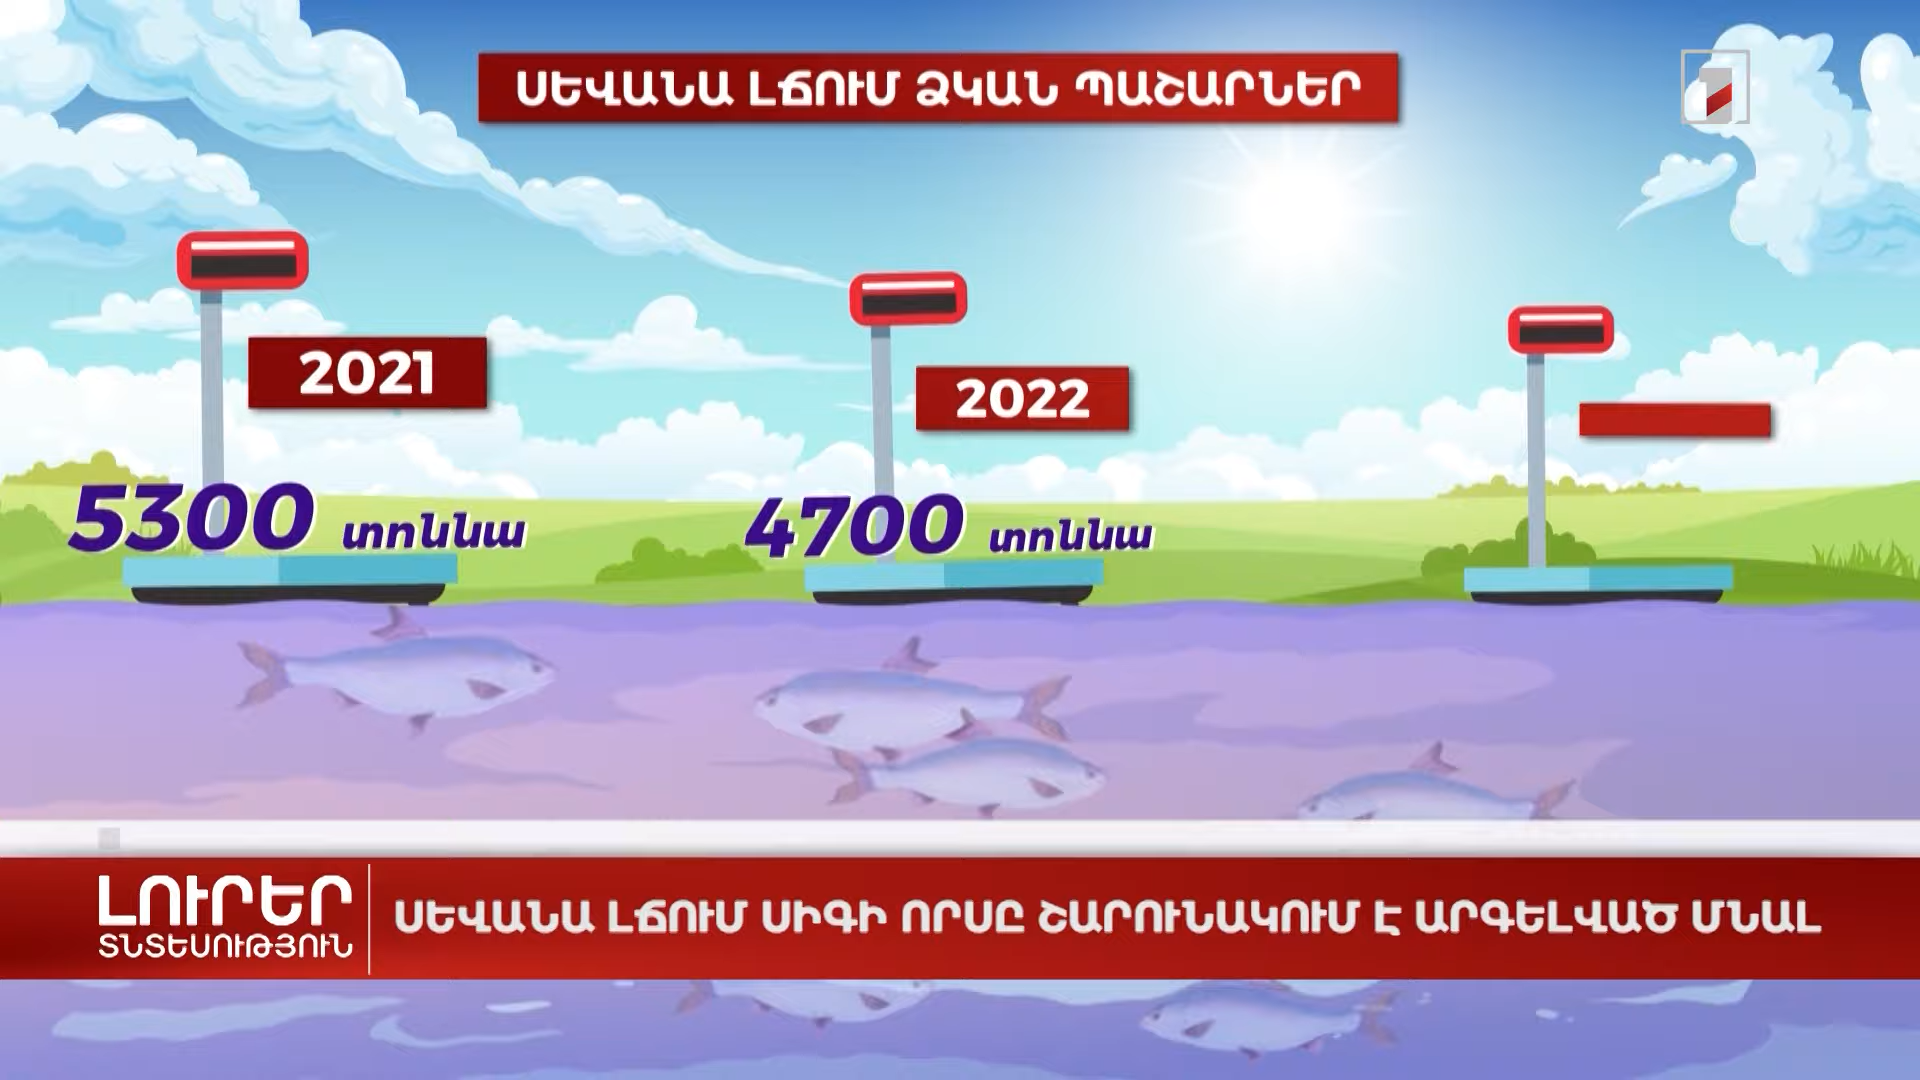 ՍԵՎԱՆԱ ԼՃՈՒՄ ՁԿԱՆ ՊԱՇԱՐՆԵՐ
2021
2022
5300 տոննա
4700 տոննա
ԼՈՒՐԵՐ
ՏՆՏԵՍՈՒԹՅՈՒՆ
ՍԵՎԱՆԱ ԼՃՈՒՄ ՍԻԳԻ ՈՐՍԸ ՇԱՐՈՒՆԱԿՈՒՄ Է ԱՐԳԵԼՎԱԾ ՄՆԱԼ